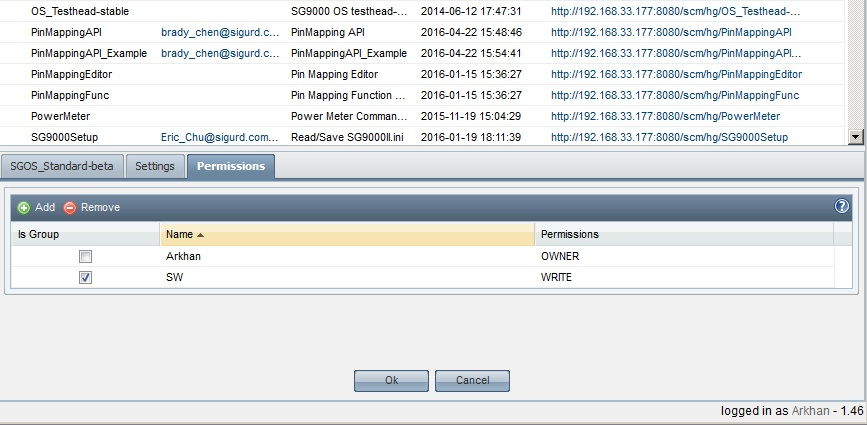 OS_Testhead-stable SG9000 OS testhead-... 2014-06-12 17:47:31 http://192.168.33.177:8080/scm/hg/OS_Testhead-...
PinMappingAPI brady_chen@sigurd.c... PinMapping API 2016-04-22 15:48:46 http://192.168.33.177:8080/scm/hg/PinMappingAPI
PinMappingAPI_Example brady_chen@sigurd.c... PinMappingAPI_Example 2016-04-22 15:54:41 http://192.168.33.177:8080/scm/hg/PinMappingAPI...
PinMappingEditor Pin Mapping Editor 2016-01-15 15:36:27 http://192.168.33.177:8080/scm/hg/PinMappingEditor
PinMappingFunc Pin Mapping Function ... 2016-01-15 15:36:27 http://192.168.33.177:8080/scm/hg/PinMappingFunc
PowerMeter Power Meter Comman... 2015-11-19 15:04:29 http://192.168.33.177:8080/scm/hg/PowerMeter
SG9000Setup Eric_Chu@sigurd.com... Read/Save SG9000II.ini 2016-01-19 18:11:39 http://192.168.33.177:8080/scm/hg/SG9000Setup
SGOS_Standard-beta Settings Permissions
Add Remove ?
Is Group Name Permissions
Arkhan OWNER
SW WRITE
Ok Cancel
logged in as Arkhan - 1.46